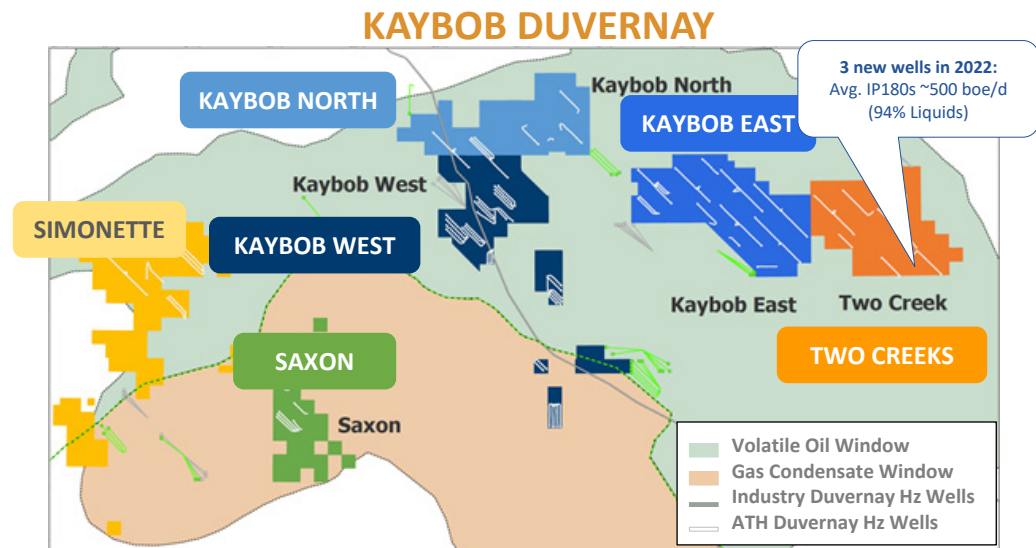 KAYBOB DUVERNAY
3 new wells in 2022:
Avg. IP180s ~500 boe/d
(94% Liquids)
KAYBOB NORTH
Kaybob North
KAYBOB EAST
Kaybob West
SIMONETTE
KAYBOB WEST
Kaybob East
Two Creek
SAXON
TWO CREEKS
Saxon
Volatile Oil Window
Gas Condensate Window
Industry Duvernay Hz Wells
ATH Duvernay Hz Wells